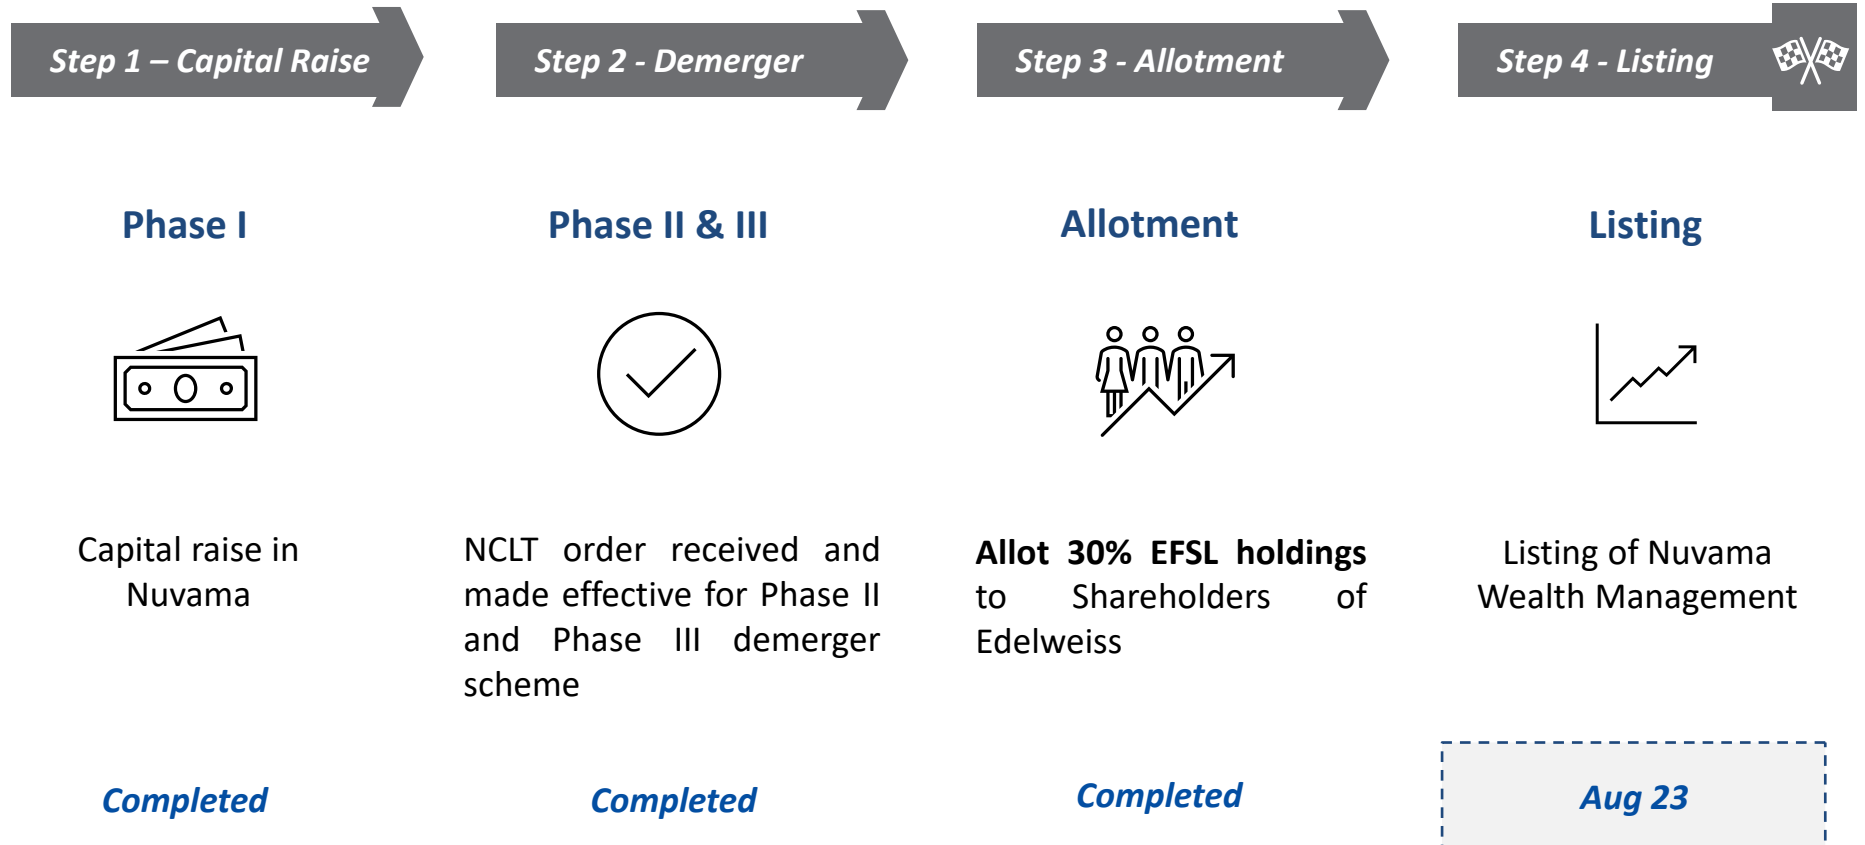 Step 1 – Capital Raise
Step 2 - Demerger
Step 3 - Allotment
Step 4 - Listing
Phase I
Phase II & III
Allotment
Listing
Capital raise in
Nuvama
NCLT order received and
made effective for Phase II
and Phase III demerger
scheme
Allot 30% EFSL holdings
to Shareholders of
Edelweiss
Listing of Nuvama
Wealth Management
Completed
Completed
Completed
Aug 23